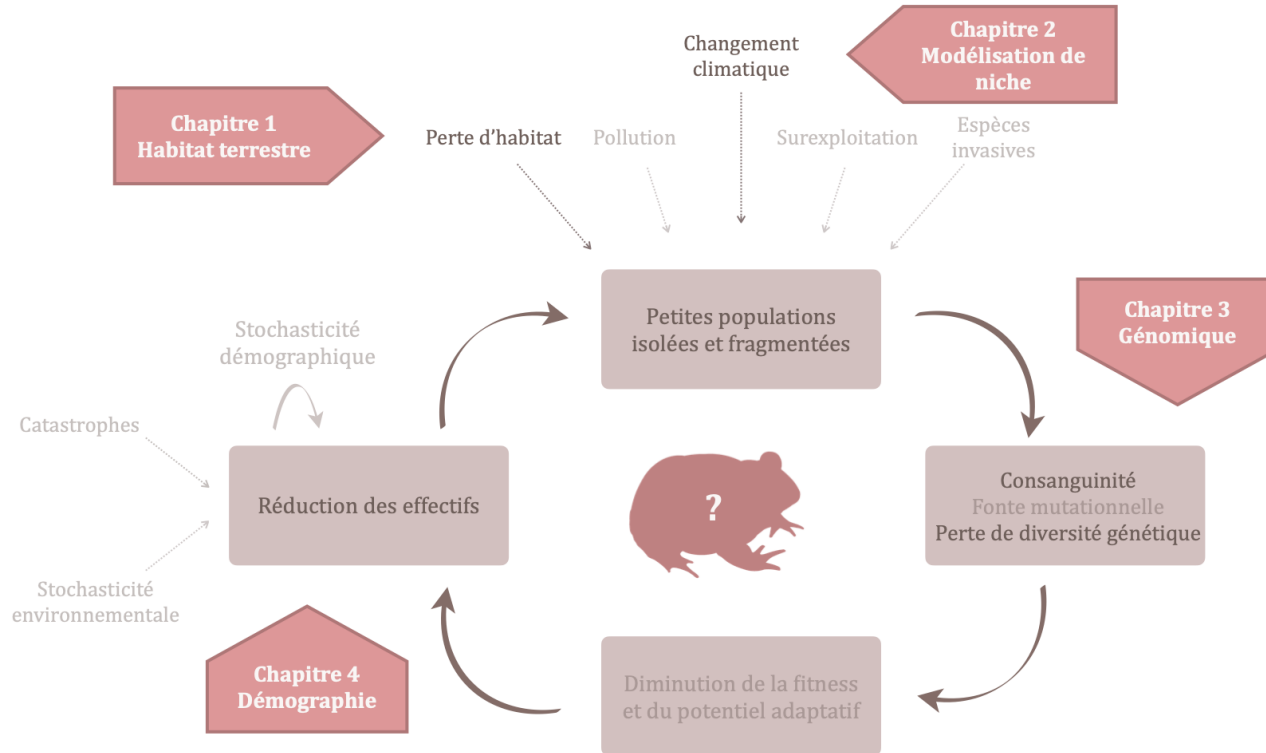 Chapitre 1
Habitat terrestre
Changement
climatique
Chapitre 2
Modélisation de
niche
Perte d'habitat
Pollution
Surexploitation
Espèces
invasives
Petites populations
isolées et fragmentées
Chapitre 3
Génomique
Stochasticité
démographique
Catastrophes
Réduction des effectifs
?
Consanguinité
Fonte mutationnelle
Perte de diversité génétique
Stochasticité
environnementale
Chapitre 4
Démographie
Diminution de la fitness
et du potentiel adaptatif